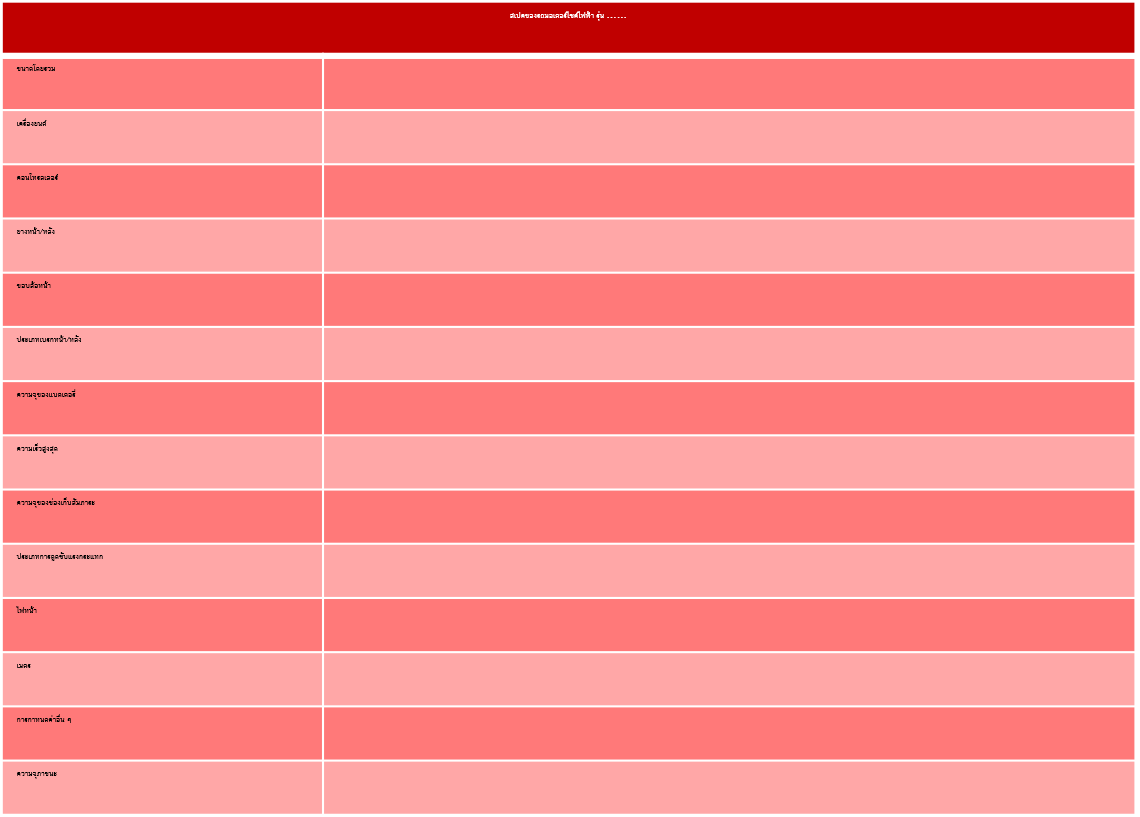 สเปคของรถมอเตอร์ไซค์ไฟฟ้า รุ่น ......
ขนาดโดยรวม
เครื่องยนต์
คอนโทรลเลอร์
ยางหน้า/หลัง
ขอบล้อหน้า
ประเภทเบรกหน้า/หลัง
ความจุของแบตเตอรี่
ความเร็วสูงสุด
ความจุของช่องเก็บสัมภาระ
ประเภทการดูดซับแรงกระแทก
ไฟหน้า
เมตร
การกำหนดค่าอื่น ๆ
ความจุภาชนะ